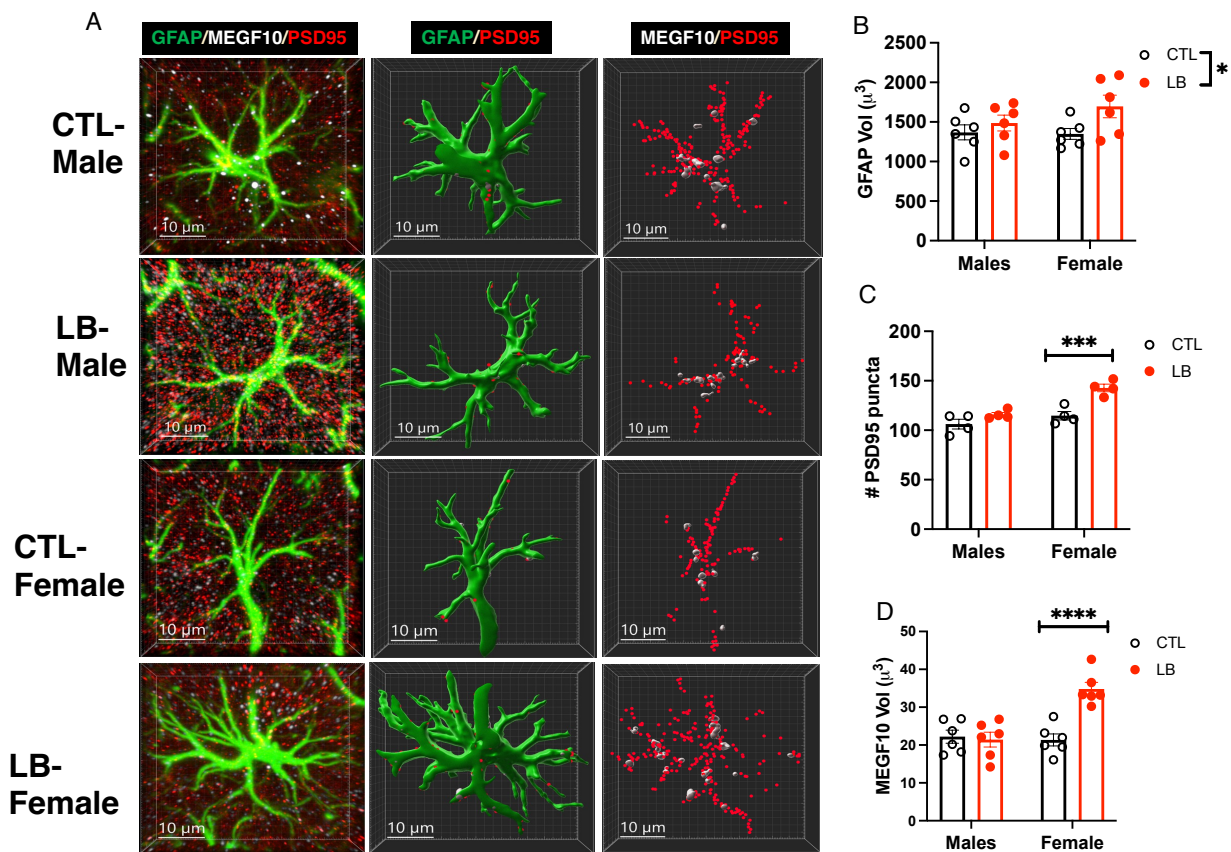 A
GFAP/MEGF10/PSD95
GFAP/PSD95
MEGF10/PSD95
CTL-
Male
10 µm
10 µm
10 µm
LB-
Male
10 µm
10 µm
10 µm
CTL-
Female
10 µm
10 µm
10 µm
LB-
Female
10 µm
10 µm
10 µm
B
GFAP Vol (µ³)
2500
2000
1500
1000
500
0
Males
Female
CTL
LB
*
C
# PSD95 puncta
200
150
100
50
0
Males
Female
***
CTL
LB
D
MEGF10 Vol (µ³)
50
40
30
20
10
0
Males
Female
****
CTL
LB